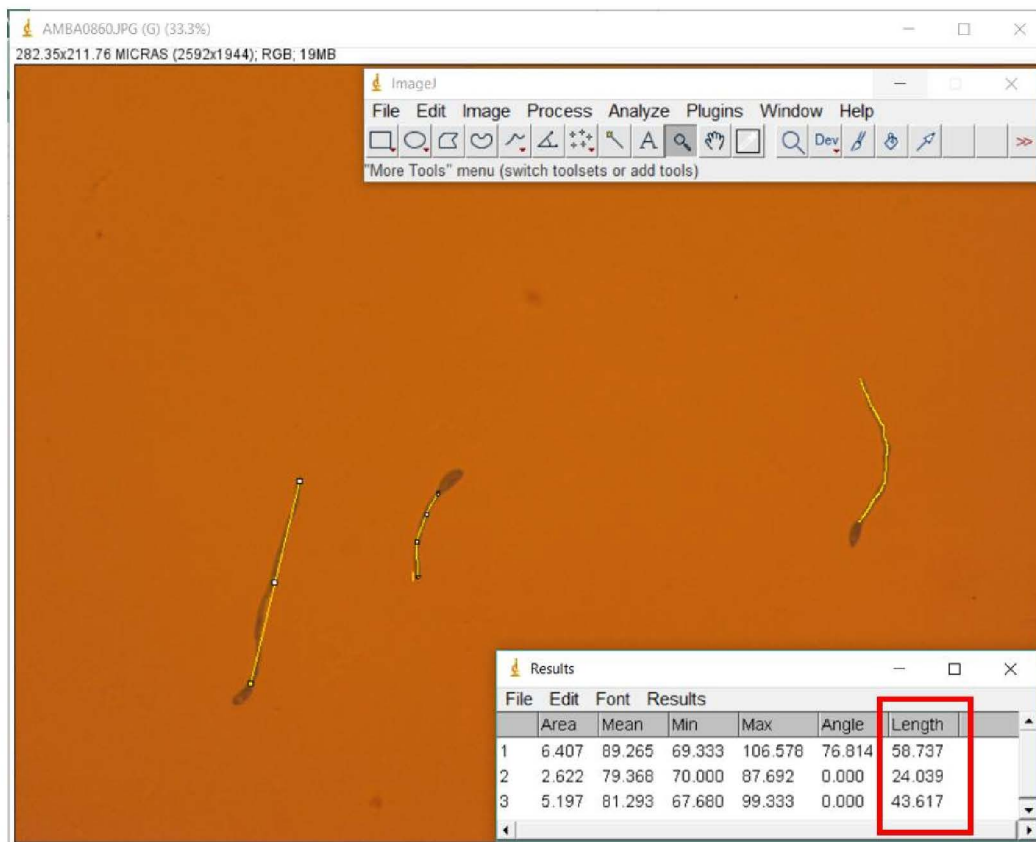 AMBA0860JPG (G) (33.3%)
282.35x211.76 MICRAS (2592x1944); RGB; 19MB
ImageJ
File Edit Image Process Analyze Plugins Window Help
A Dev >>
"More Tools" menu (switch toolsets or add tools)
Results
File Edit Font Results
Area Mean Min Max Angle Length
1 6.407 89.265 69.333 106.578 76.814 58.737
2 2.622 79.368 70.000 87.692 0.000 24.039
3 5.197 81.293 67.680 99.333 0.000 43.617